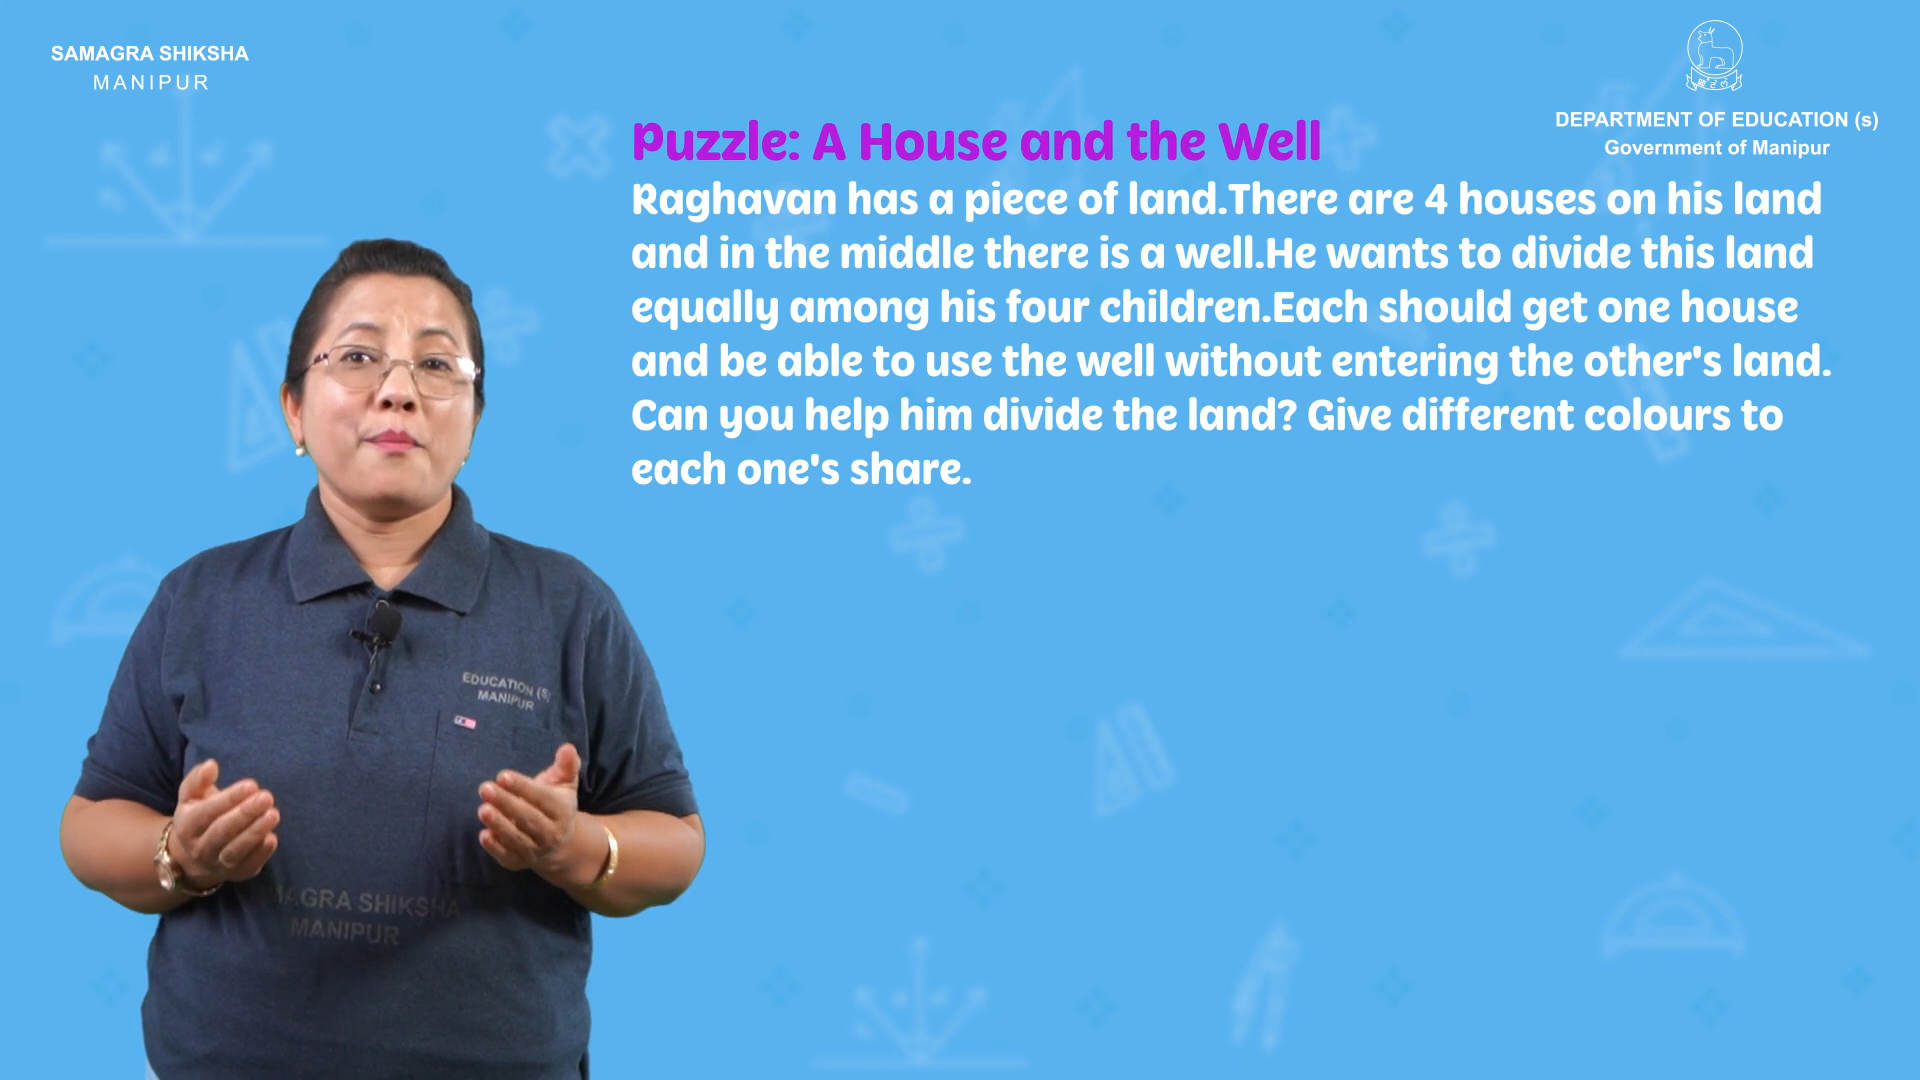 SAMAGRA SHIKSHA
MANIPUR
DEPARTMENT OF EDUCATION (s)
Government of Manipur
Puzzle: A House and the Well
Raghavan has a piece of land.There are 4 houses on his land
and in the middle there is a well.He wants to divide this land
equally among his four children.Each should get one house
and be able to use the well without entering the other's land.
Can you help him divide the land? Give different colours to
each one's share.
EDUCATION (S)
MANIPUR
AGRA SHIKSHA
MANIPUR